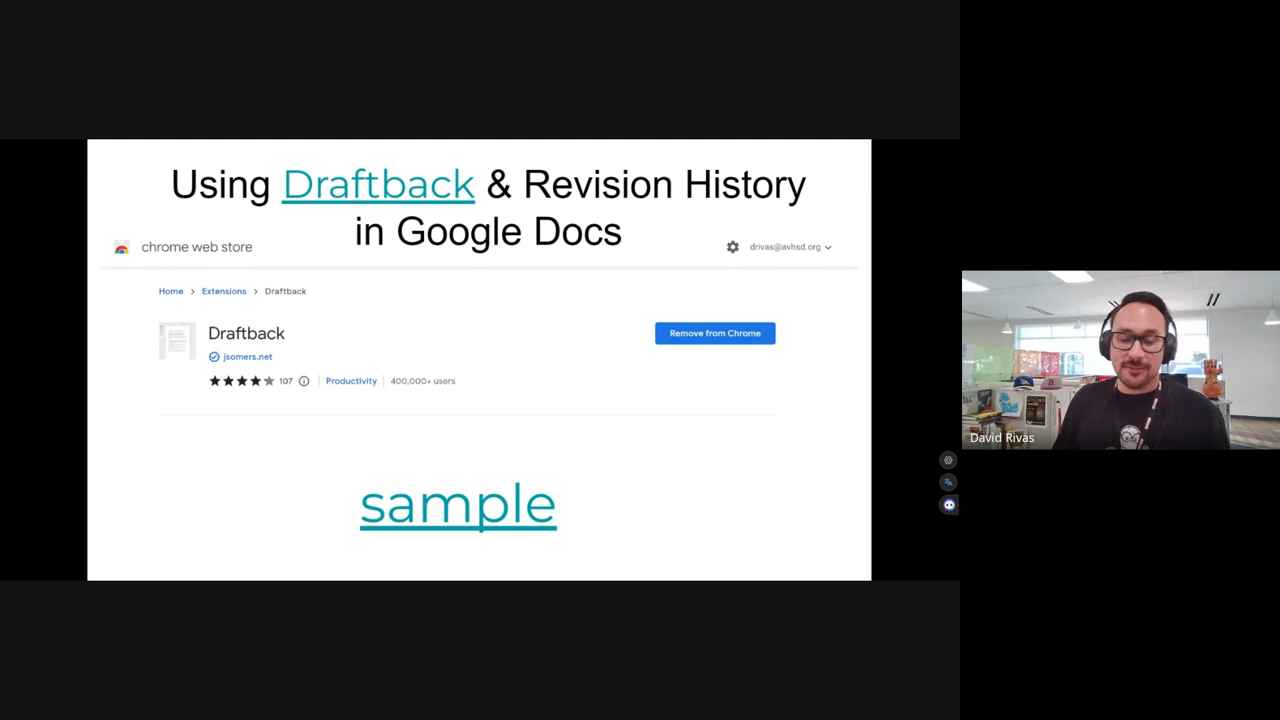 Using Draftback & Revision History
in Google Docs
chrome web store
drivas@avhsd.org
Home > Extensions > Draftback
Draftback
Remove from Chrome
jsomers.net
107 Productivity 400,000+ users
sample
David Rivas